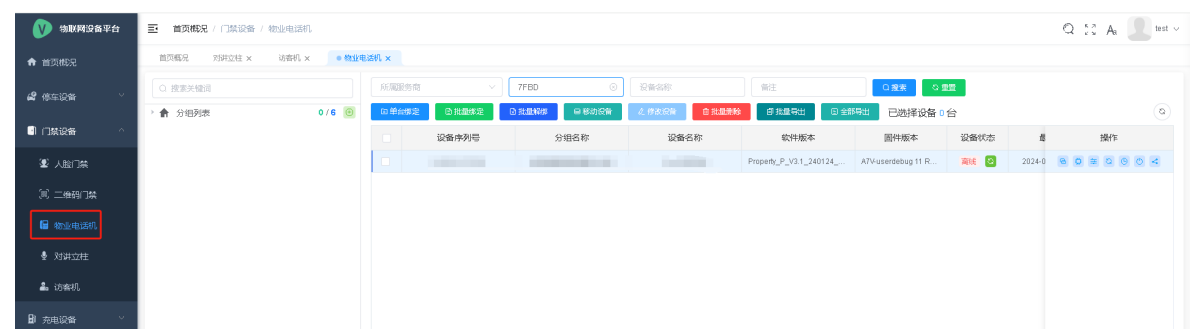 物联网设备平台
首页概况 / 门禁设备 / 物业电话机
test
首页概况
对讲立柱 ×
访客机 ×
物业电话机 ×
首页概况
停车设备
门禁设备
人脸门禁
二维码门禁
物业电话机
对讲立柱
访客机
充电设备
搜索关键词
分组列表 0 / 6
所属服务商
7FBD
设备名称
备注
搜索
重置
单台绑定
批量绑定
批量解绑
移动设备
修改设备
批量删除
批量导出
全部导出
已选择设备 0 台
设备序列号 分组名称 设备名称 软件版本 固件版本 设备状态 操作
Property_P_V3.1_240124_... A7V-userdebug 11 R... 离线 2024-0